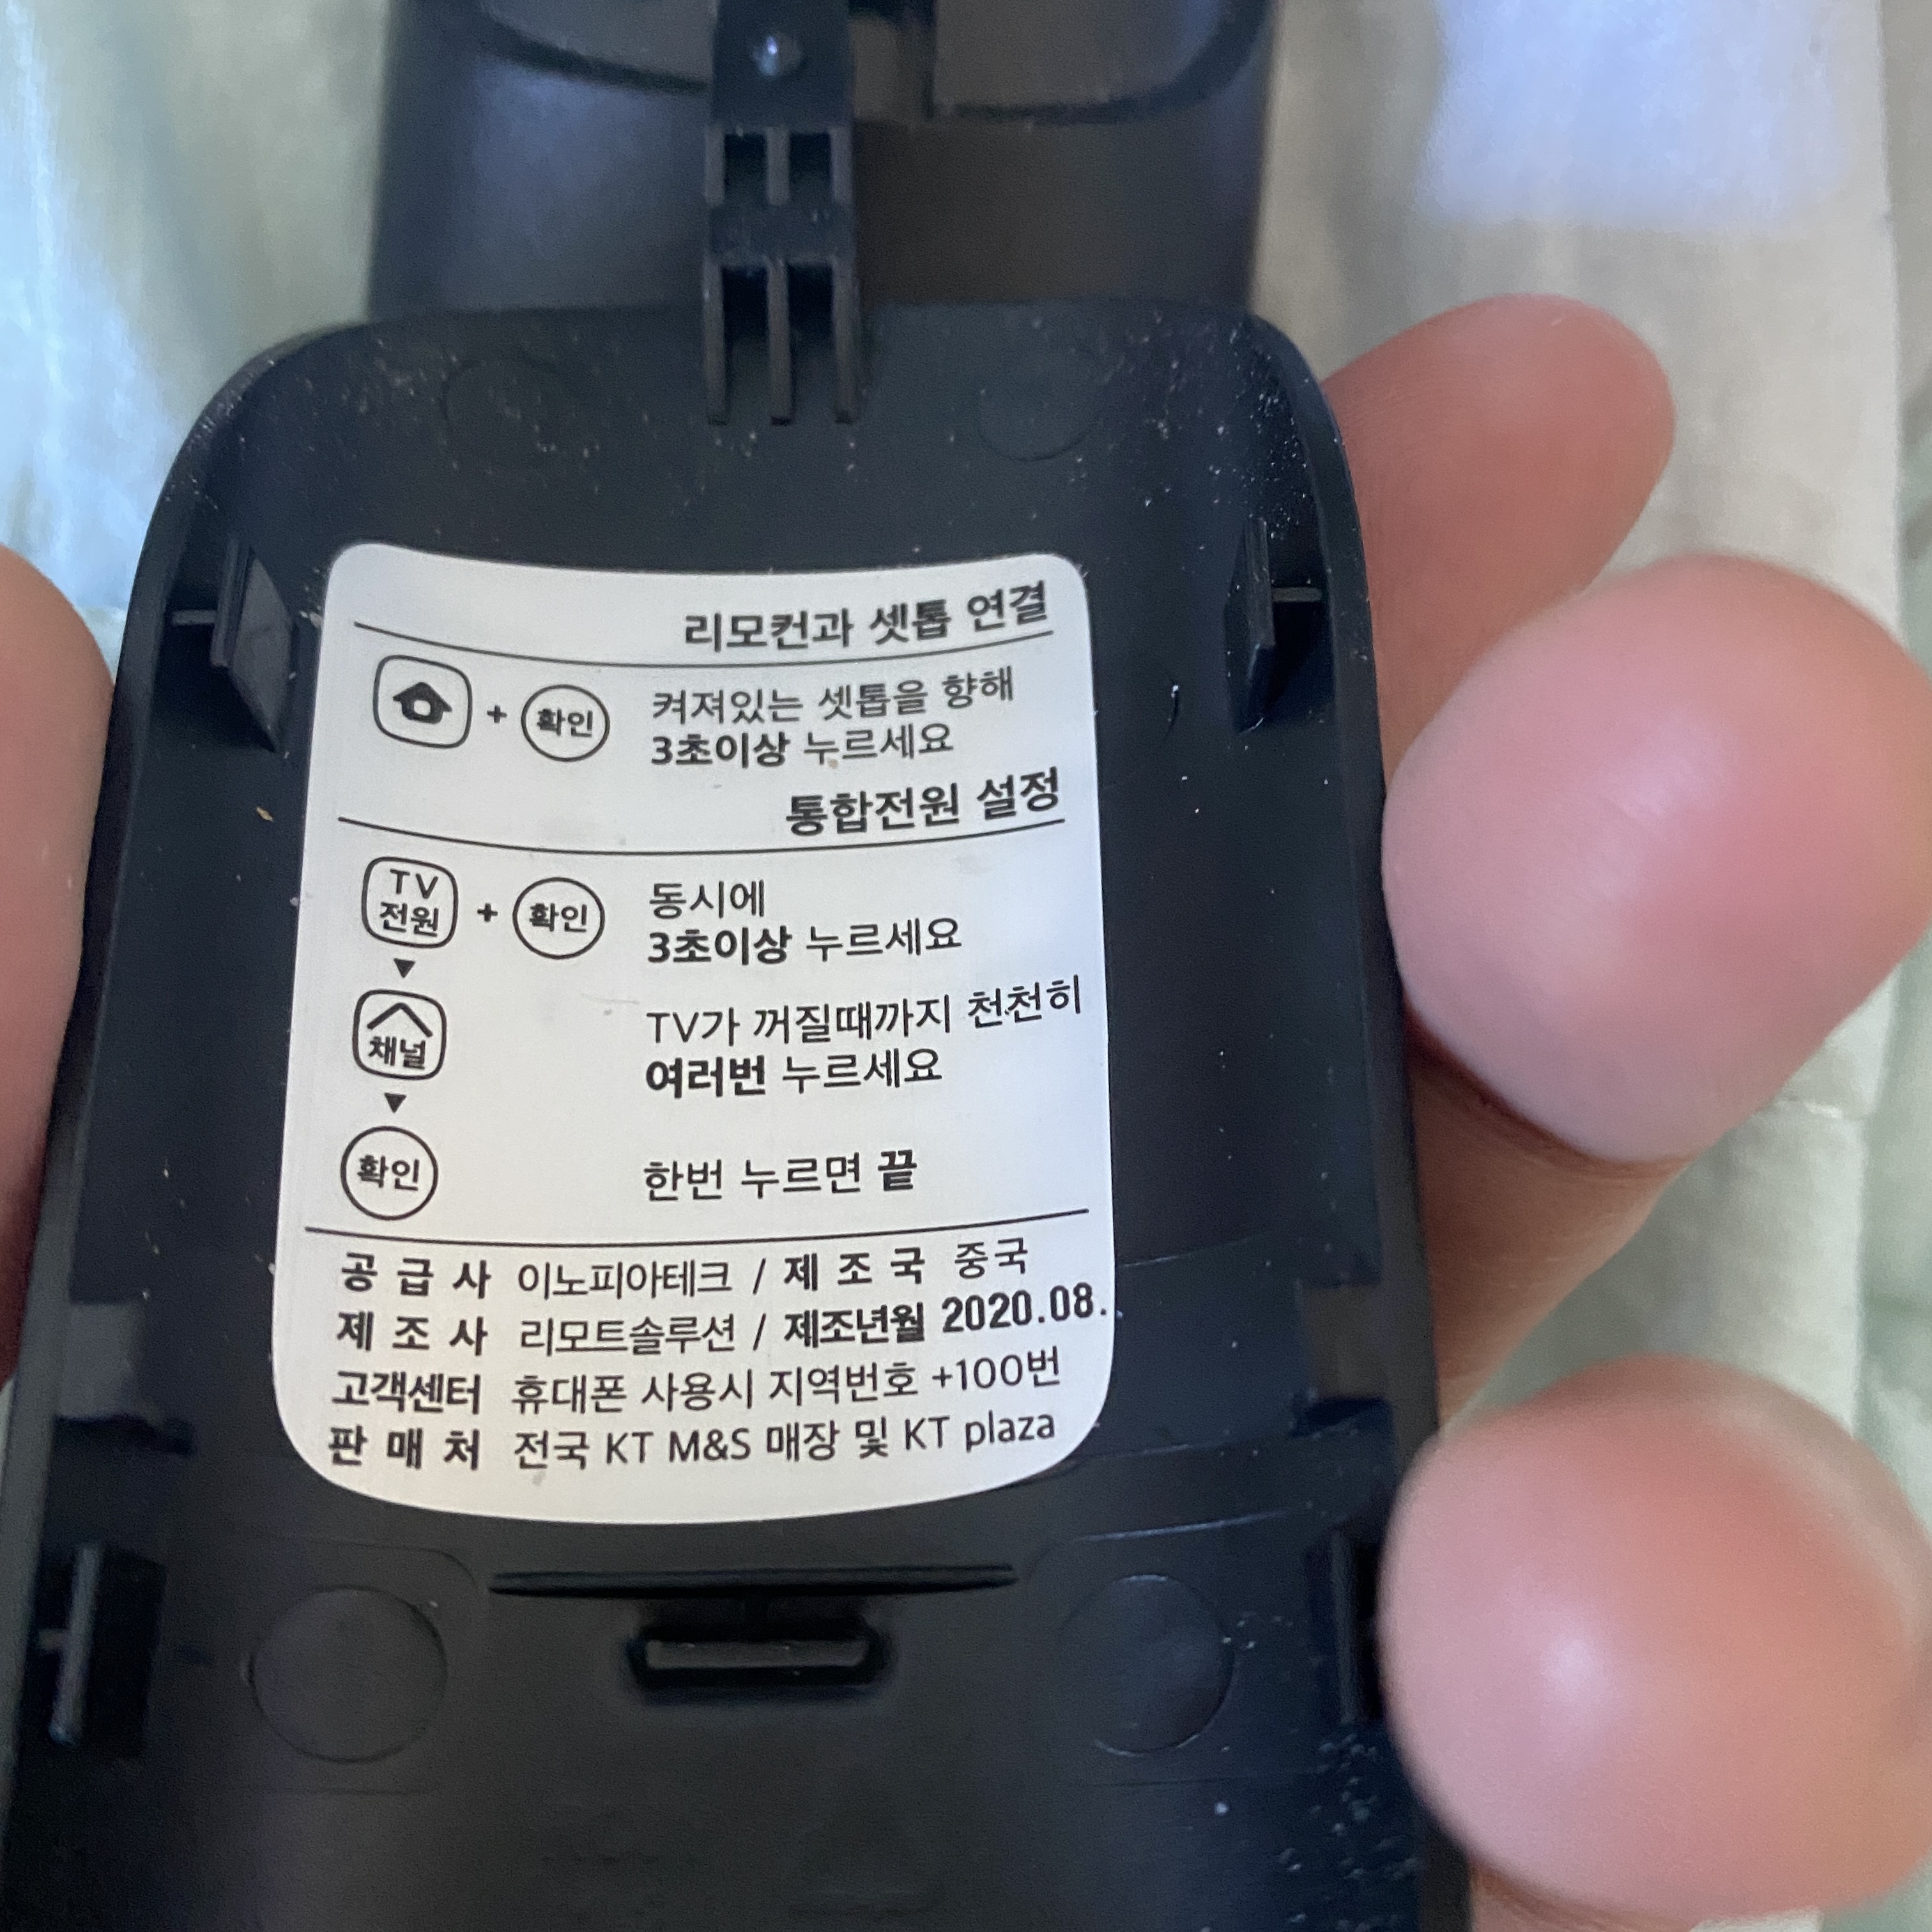 리모컨과 셋톱 연결
+ 확인 켜져있는 셋톱을 향해
3초이상 누르세요
통합전원 설정
TV
전원 + 확인 동시에
3초이상 누르세요
채널 TV가 꺼질때까지 천천히
여러번 누르세요
확인 한번 누르면 끝
공 급 사 이노피아테크 / 제 조 국 중국
제 조 사 리모트솔루션 / 제조년월 2020.08.
고객센터 휴대폰 사용시 지역번호 +100번
판 매 처 전국 KT M&S 매장 및 KT plaza